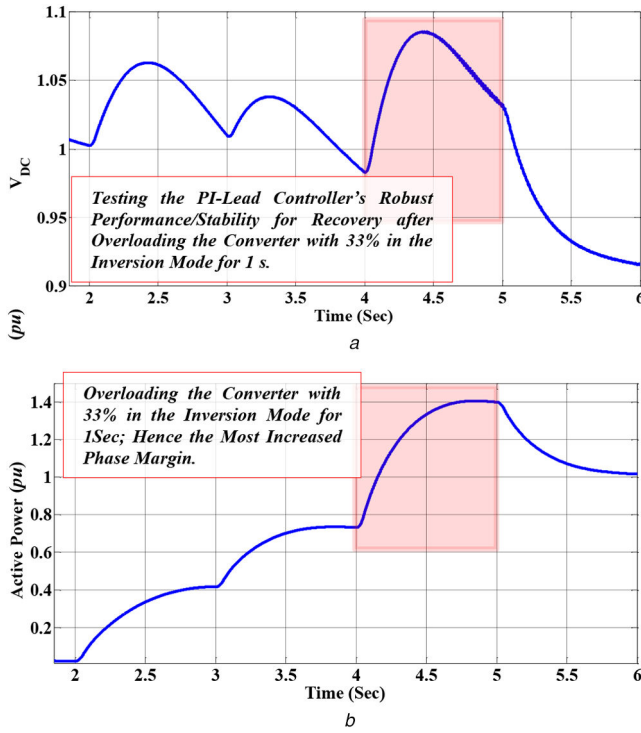 1.1
1.05
1
0.95
0.9
V_DC
(pu)
Testing the PI-Lead Controller's Robust
Performance/Stability for Recovery after
Overloading the Converter with 33% in the
Inversion Mode for 1 s.
2 2.5 3 3.5 4 4.5 5 5.5 6
Time (Sec)
a
Overloading the Converter with
33% in the Inversion Mode for
1Sec; Hence the Most Increased
Phase Margin.
1.4
1.2
1
0.8
0.6
0.4
0.2
Active Power (pu)
2 2.5 3 3.5 4 4.5 5 5.5 6
Time (Sec)
b